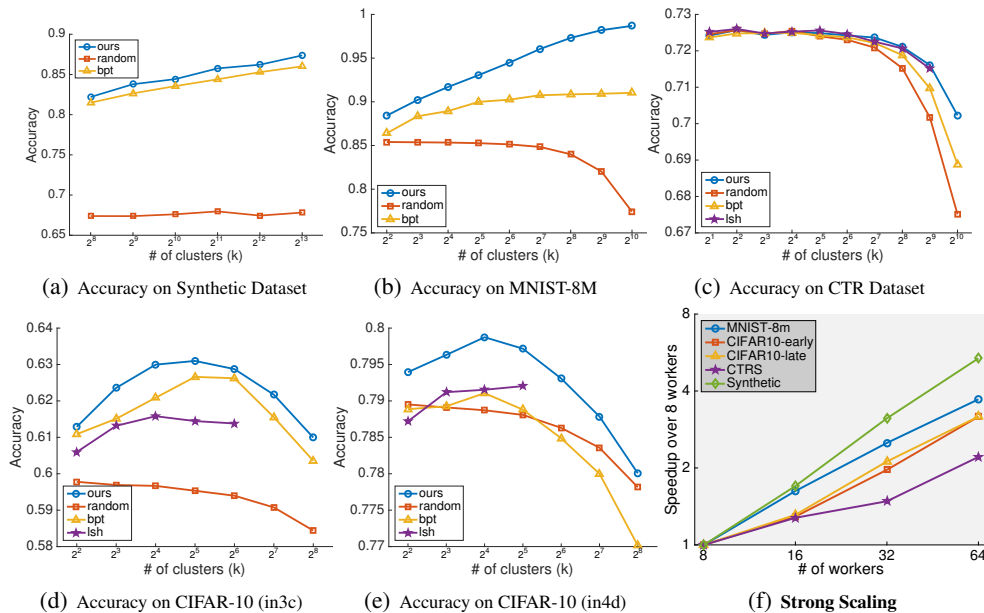 0.9
0.85
0.8
0.75
0.7
0.65
Accuracy
ours
random
bpt
2^8 2^9 2^10 2^11 2^12 2^13
# of clusters (k)
(a) Accuracy on Synthetic Dataset
1
0.95
0.9
0.85
0.8
0.75
Accuracy
ours
random
bpt
2^2 2^3 2^4 2^5 2^6 2^7 2^8 2^9 2^10
# of clusters (k)
(b) Accuracy on MNIST-8M
0.73
0.72
0.71
0.7
0.69
0.68
0.67
Accuracy
ours
random
bpt
lsh
2^1 2^2 2^3 2^4 2^5 2^6 2^7 2^8 2^9 2^10
# of clusters (k)
(c) Accuracy on CTR Dataset
0.64
0.63
0.62
0.61
0.6
0.59
0.58
Accuracy
ours
random
bpt
lsh
2^2 2^3 2^4 2^5 2^6 2^7 2^8
# of clusters (k)
(d) Accuracy on CIFAR-10 (in3c)
0.8
0.795
0.79
0.785
0.78
0.775
0.77
Accuracy
ours
random
bpt
lsh
2^2 2^3 2^4 2^5 2^6 2^7 2^8
# of clusters (k)
(e) Accuracy on CIFAR-10 (in4d)
8
4
2
1
Speedup over 8 workers
MNIST-8m
CIFAR10-early
CIFAR10-late
CTRS
Synthetic
8 16 32 64
# of workers
(f) Strong Scaling